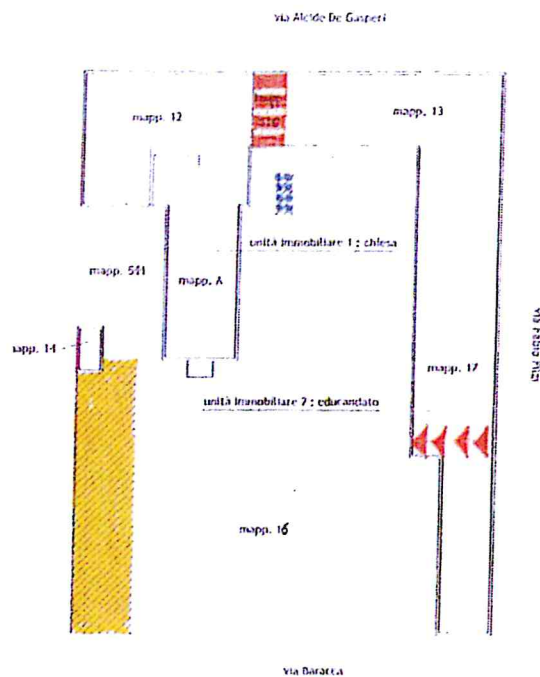 via Alcide De Gasperi
mapp. 12
mapp. 13
unità immobiliare 1 : chiesa
mapp. 501
mapp. A
mapp. 14
mapp. 17
unità immobiliare 2 : educandato
mapp. 16
via Baracca